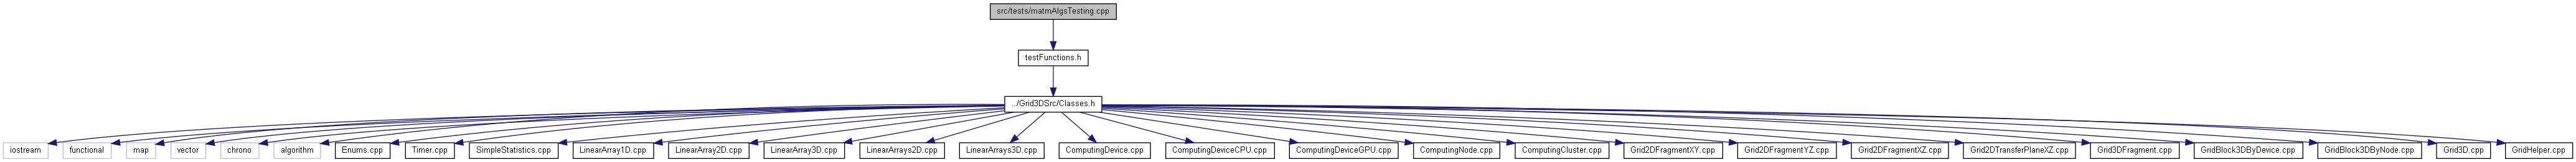 src/tests/matmAlgsTesting.cpp
testFunctions.h
../Grid3DSrc/Classes.h
iostream
functional
map
vector
chrono
algorithm
Enums.cpp
Timer.cpp
SimpleStatistics.cpp
LinearArray1D.cpp
LinearArray2D.cpp
LinearArray3D.cpp
LinearArrays2D.cpp
LinearArrays3D.cpp
ComputingDevice.cpp
ComputingDeviceCPU.cpp
ComputingDeviceGPU.cpp
ComputingNode.cpp
ComputingCluster.cpp
Grid2DFragmentXY.cpp
Grid2DFragmentYZ.cpp
Grid2DFragmentXZ.cpp
Grid2DTransferPlaneXZ.cpp
Grid3DFragment.cpp
GridBlock3DByDevice.cpp
GridBlock3DByNode.cpp
Grid3D.cpp
GridHelper.cpp